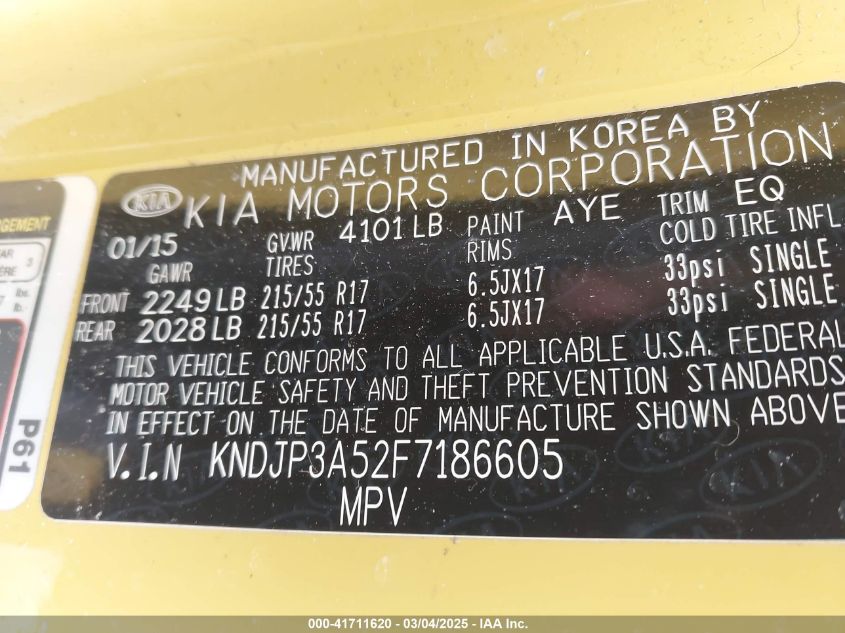 MANUFACTURED IN KOREA BY
KIA KIA MOTORS CORPORATION
01/15 GVWR 4101 LB PAINT AYE TRIM EQ
GAWR TIRES RIMS COLD TIRE INFL
FRONT 2249 LB 215/55 R17 6.5JX17 33psi SINGLE
REAR 2028 LB 215/55 R17 6.5JX17 33psi SINGLE
THIS VEHICLE CONFORMS TO ALL APPLICABLE U.S.A. FEDERAL
MOTOR VEHICLE SAFETY AND THEFT PREVENTION STANDARDS
IN EFFECT ON THE DATE OF MANUFACTURE SHOWN ABOVE
V.I.N KNDJP3A52F7186605
MPV
P61
000-41711620 - 03/04/2025 - IAA Inc.